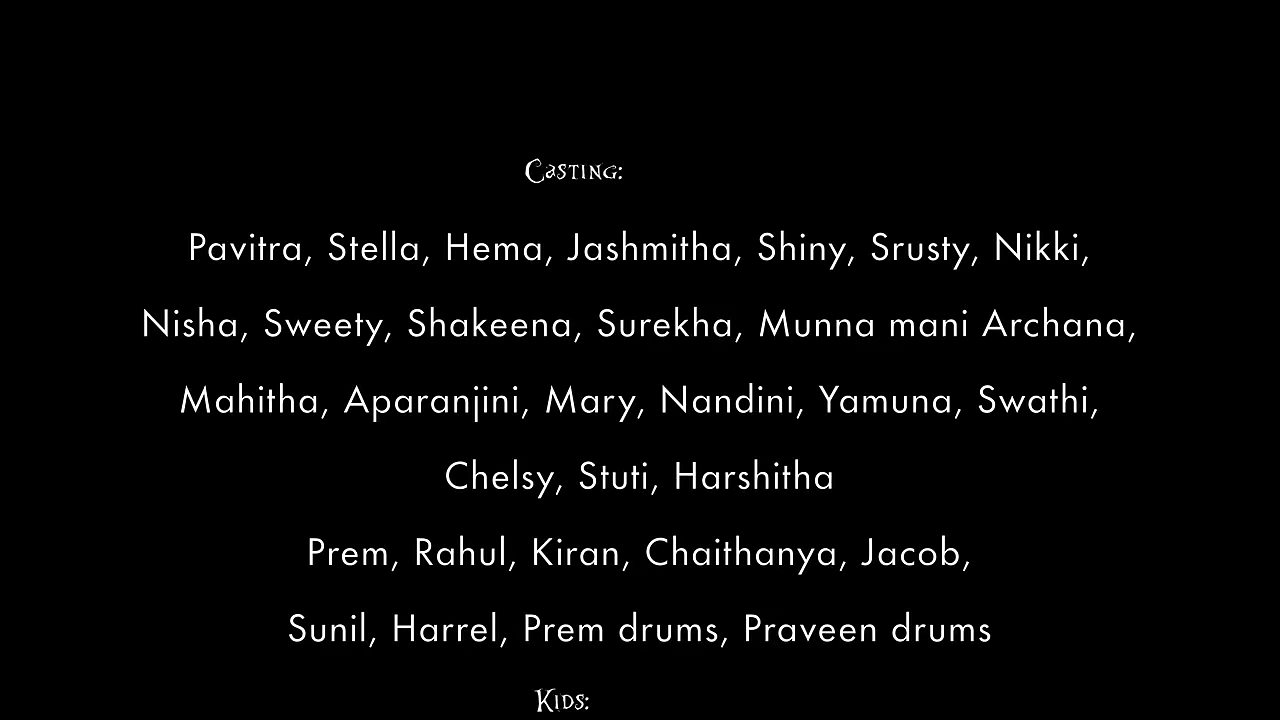 Casting:
Pavitra, Stella, Hema, Jashmitha, Shiny, Srusty, Nikki,
Nisha, Sweety, Shakeena, Surekha, Munna mani Archana,
Mahitha, Aparanjini, Mary, Nandini, Yamuna, Swathi,
Chelsy, Stuti, Harshitha
Prem, Rahul, Kiran, Chaithanya, Jacob,
Sunil, Harrel, Prem drums, Praveen drums
Kids: